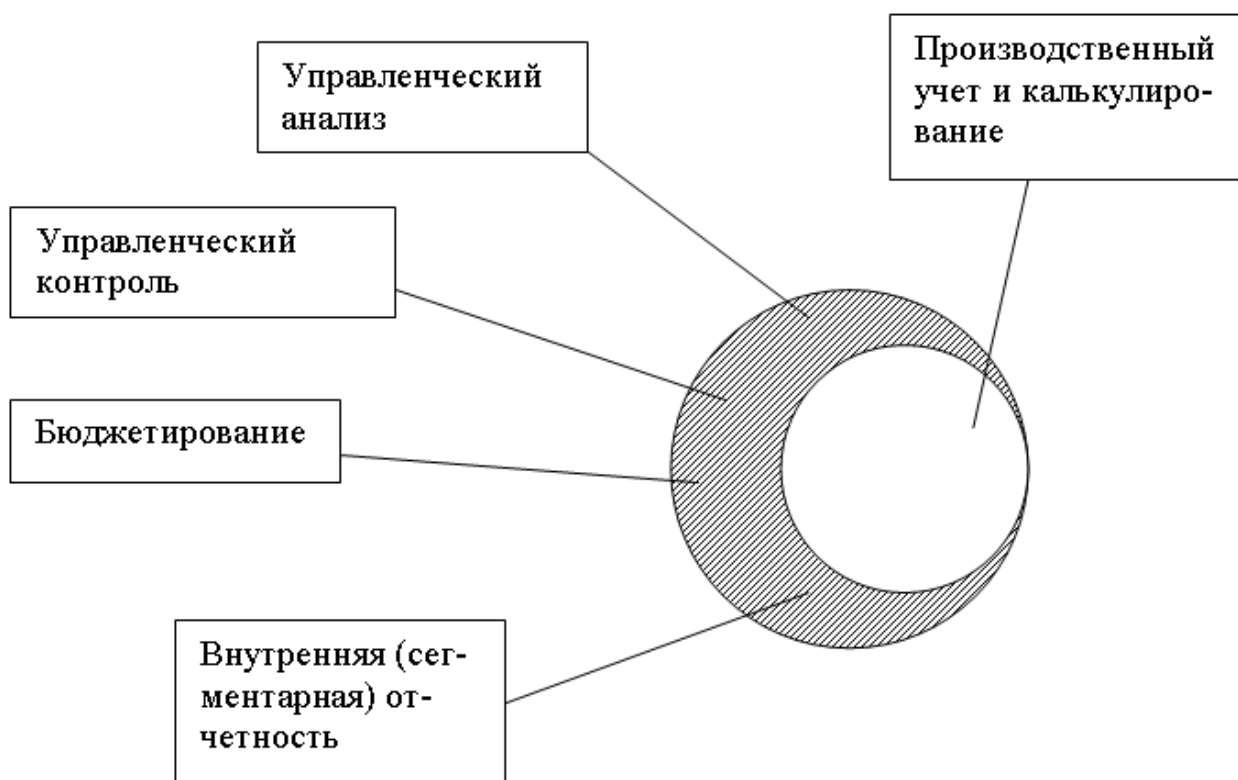 Управленческий
анализ
Производственный
учет и калькулиро-
вание
Управленческий
контроль
Бюджетирование
Внутренняя (сег-
ментарная) от-
четность